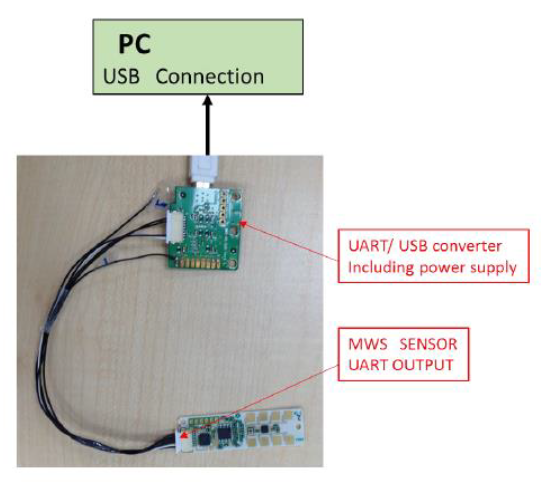 PC
USB Connection
UART/ USB converter
Including power supply
MWS SENSOR
UART OUTPUT